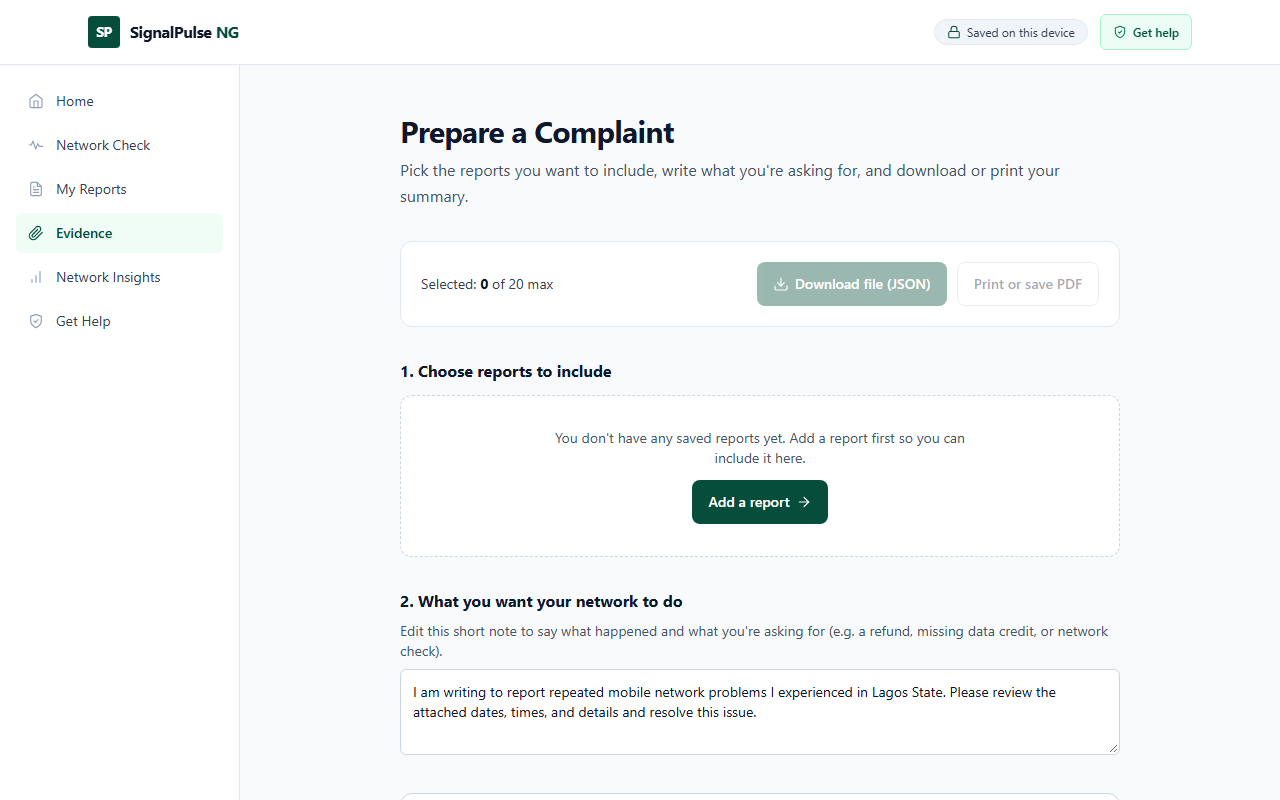 SP SignalPulse NG
Saved on this device
Get help
Home
Network Check
My Reports
Evidence
Network Insights
Get Help
Prepare a Complaint
Pick the reports you want to include, write what you're asking for, and download or print your
summary.
Selected: 0 of 20 max
Download file (JSON)
Print or save PDF
1. Choose reports to include
You don't have any saved reports yet. Add a report first so you can
include it here.
Add a report
2. What you want your network to do
Edit this short note to say what happened and what you're asking for (e.g. a refund, missing data credit, or network
check).
I am writing to report repeated mobile network problems I experienced in Lagos State. Please review the
attached dates, times, and details and resolve this issue.